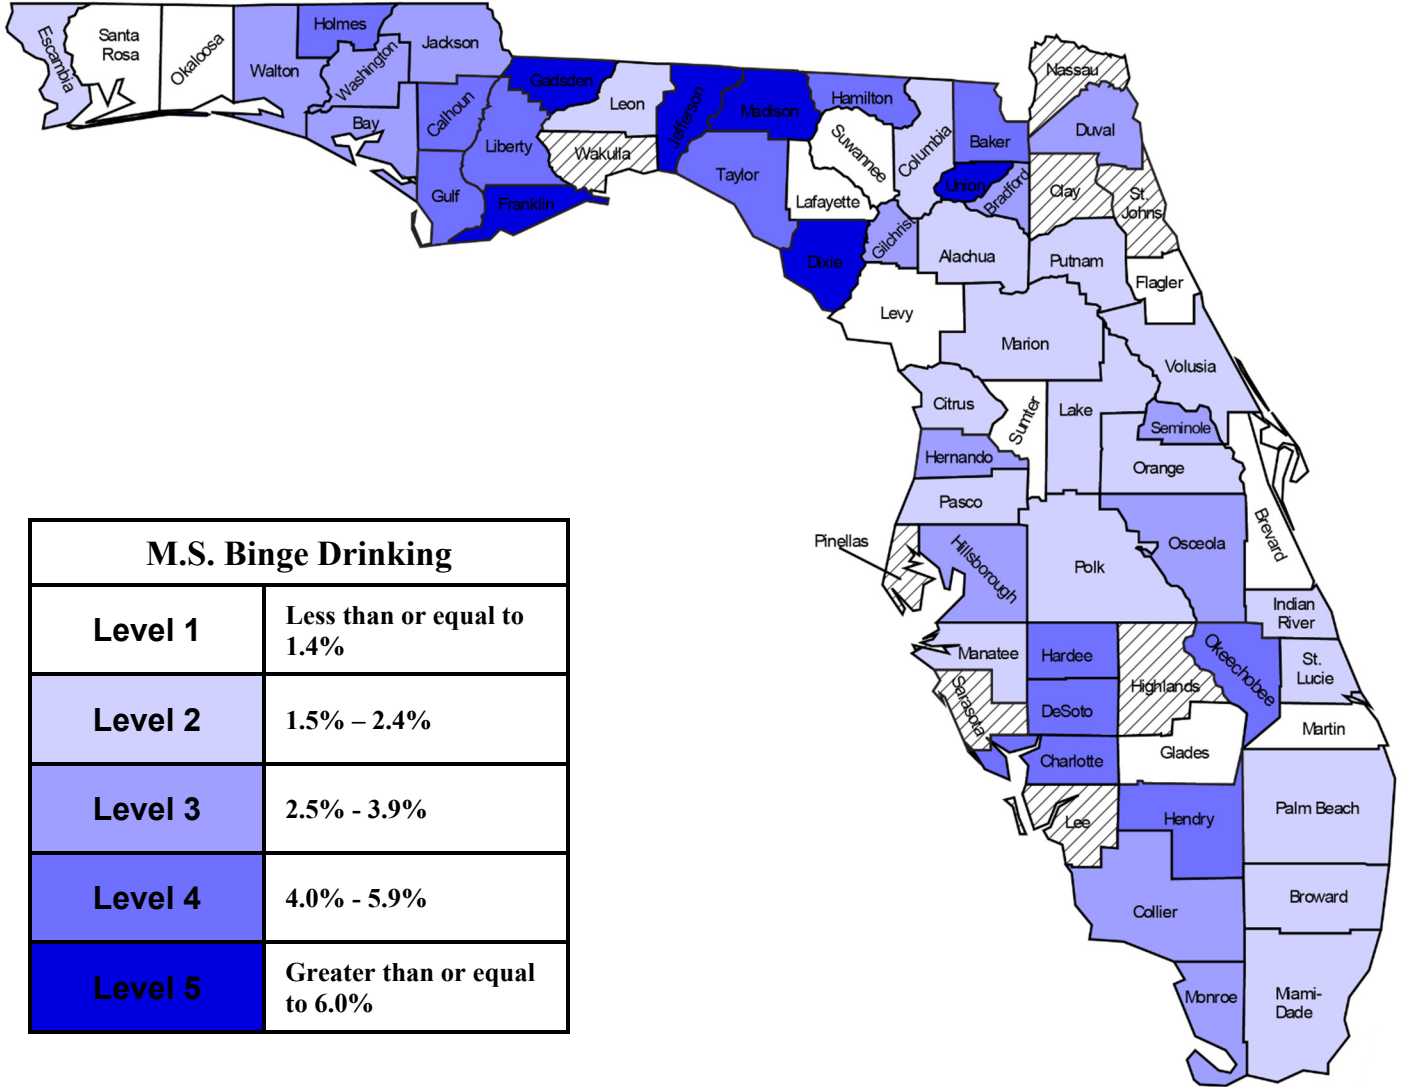 Escambia
Santa
Rosa
Okaloosa
Walton
Holmes
Washington
Jackson
Bay
Calhoun
Gulf
Liberty
Gadsden
Franklin
Leon
Wakulla
Jefferson
Madison
Taylor
Hamilton
Suwannee
Lafayette
Dixie
Columbia
Baker
Union
Bradford
Gilchrist
Nassau
Duval
Clay
St.
Johns
Alachua
Putnam
Flagler
Levy
Marion
Volusia
Citrus
Sumter
Lake
Seminole
Hernando
Orange
Pasco
Brevard
Pinellas
Hillsborough
Polk
Osceola
Indian
River
Manatee
Hardee
Highlands
Okeechobee
St.
Lucie
Sarasota
DeSoto
Martin
Charlotte
Glades
Lee
Hendry
Palm Beach
Collier
Broward
Monroe
Miami-
Dade
M.S. Binge Drinking
Level 1
Less than or equal to
1.4%
Level 2
1.5% – 2.4%
Level 3
2.5% - 3.9%
Level 4
4.0% - 5.9%
Level 5
Greater than or equal
to 6.0%